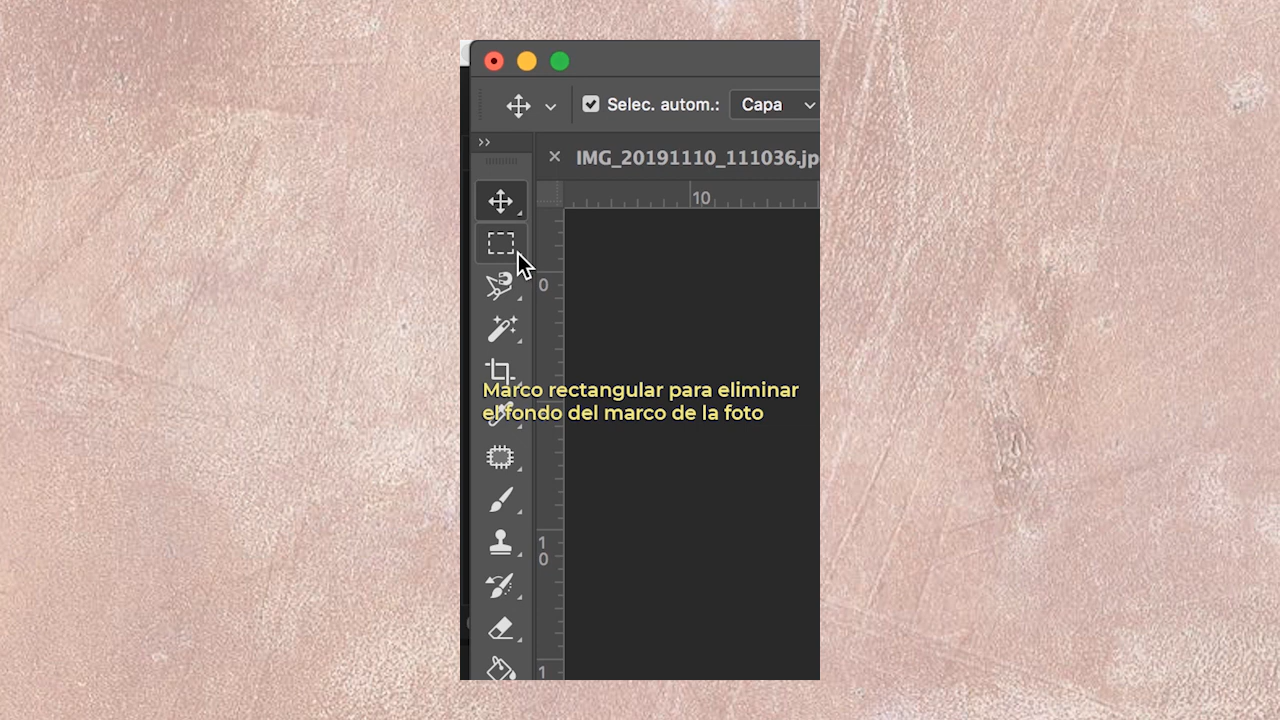 Selec. autom.: Capa
IMG_20191110_111036.jp
10
0
Marco rectangular para eliminar
el fondo del marco de la foto
1
0
1